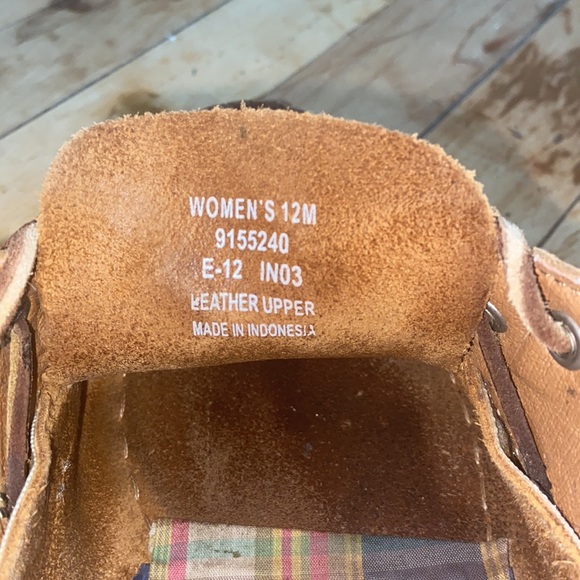 WOMEN'S 12M
9155240
E-12 IN03
LEATHER UPPER
MADE IN INDONESIA